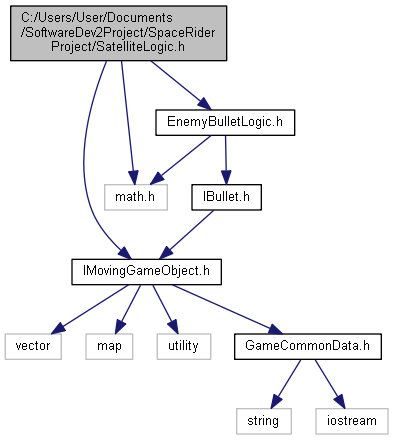 C:/Users/User/Documents
/SoftwareDev2Project/SpaceRider
Project/SatelliteLogic.h
EnemyBulletLogic.h
math.h
IBullet.h
IMovingGameObject.h
vector
map
utility
GameCommonData.h
string
iostream